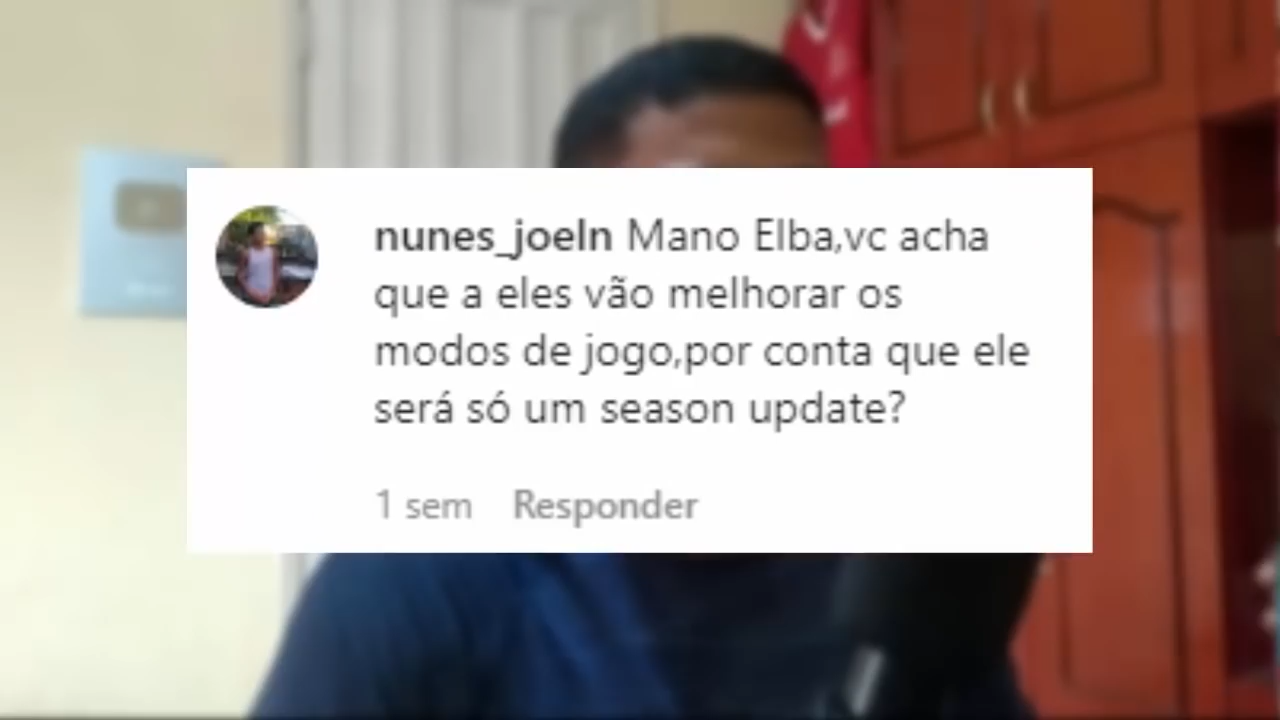 nunes_joeln Mano Elba,vc acha
que a eles vão melhorar os
modos de jogo,por conta que ele
será só um season update?
1 sem Responder